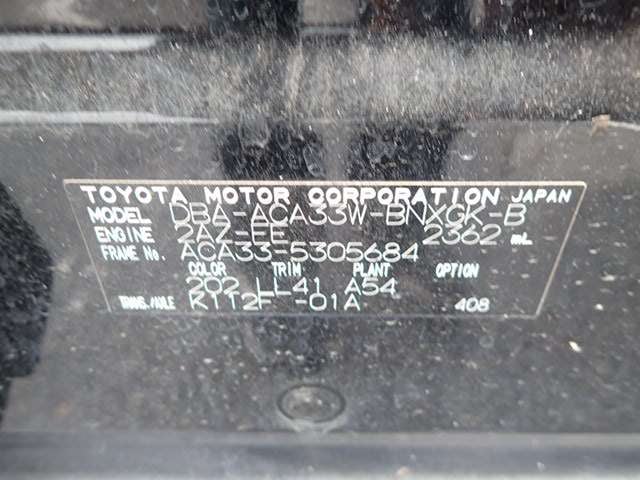 TOYOTA MOTOR CORPORATION JAPAN
MODEL DBA-ACA33W-BNXGK-B
ENGINE 2AZ-FE 2362 mL
FRAME No. ACA33-5305684
COLOR TRIM PLANT OPTION
202 LL41 A54
TRANS./AXLE K112F -01A 408